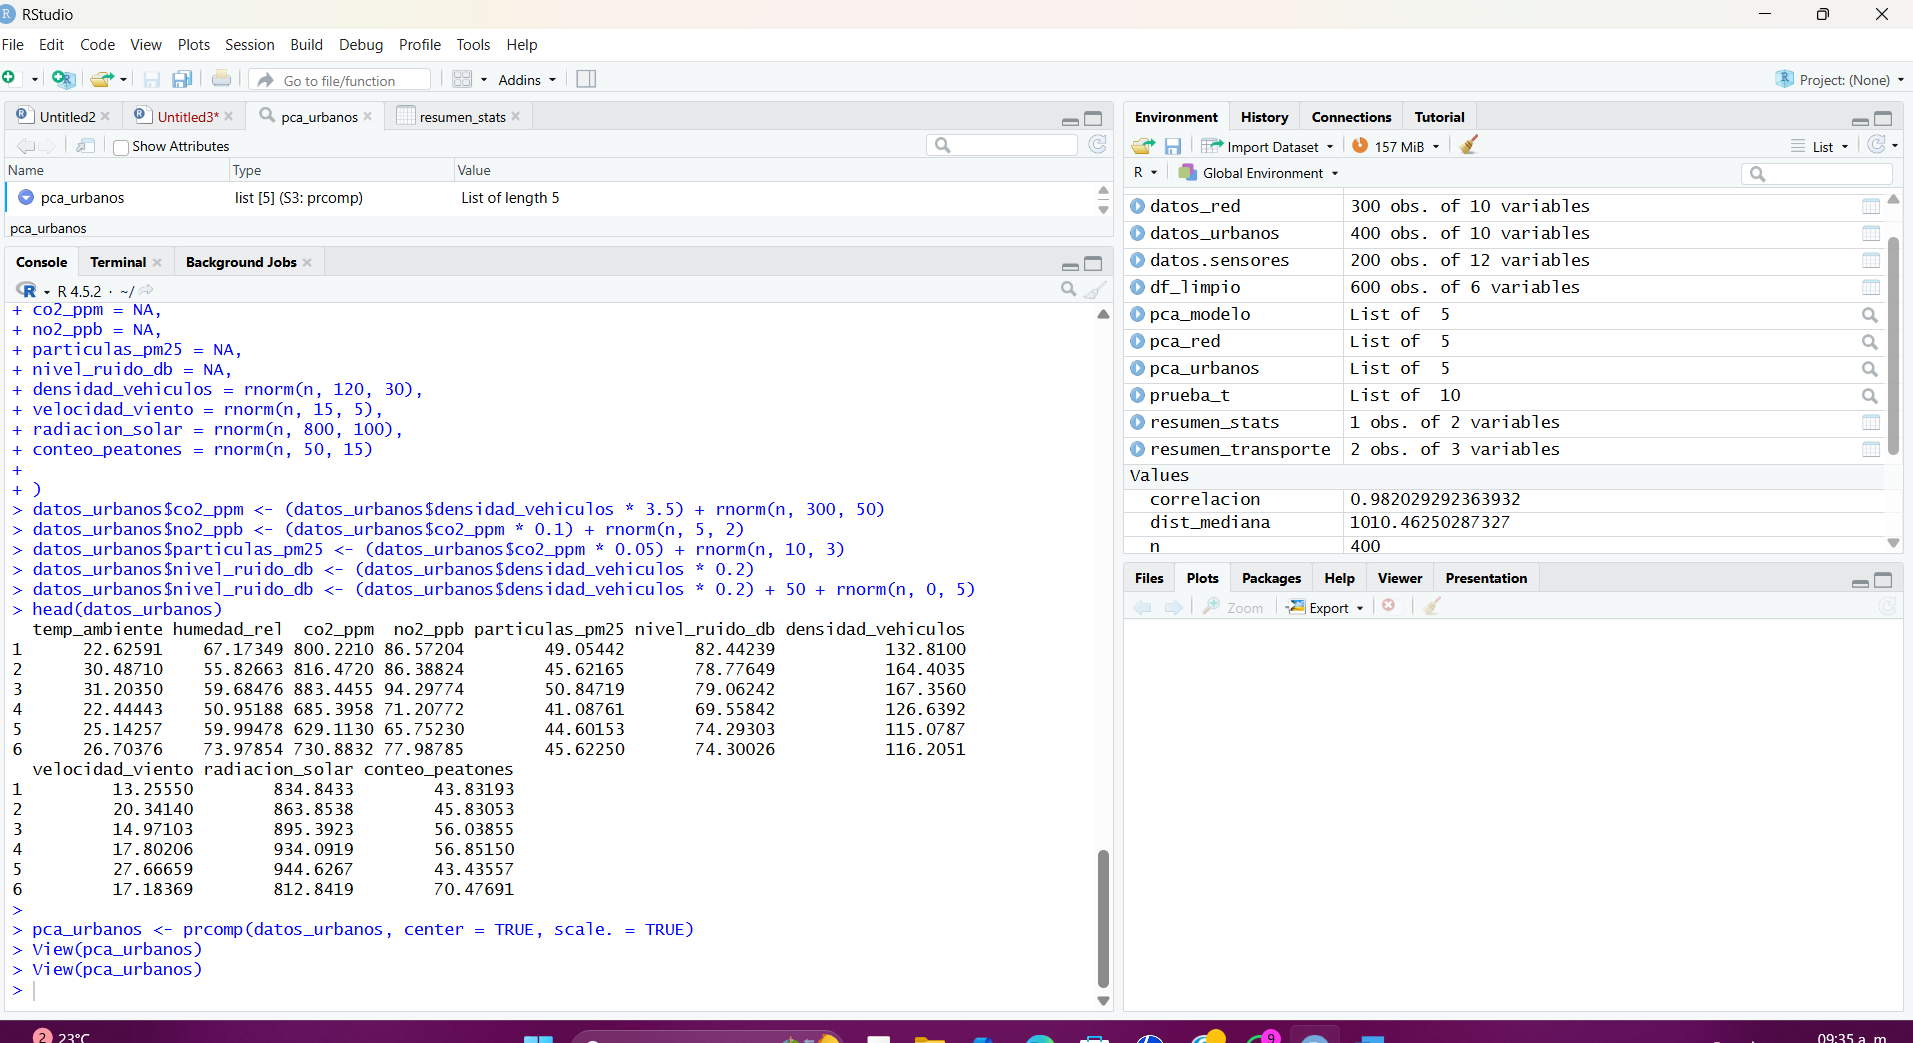 RStudio
File Edit Code View Plots Session Build Debug Profile Tools Help
Go to file/function
Addins
Project: (None)
Untitled2
Untitled3*
pca_urbanos
resumen_stats
Show Attributes
Name Type Value
pca_urbanos list [5] (S3: prcomp) List of length 5
pca_urbanos
Console Terminal Background Jobs
R 4.5.2 · ~/
+ co2_ppm = NA,
+ no2_ppb = NA,
+ particulas_pm25 = NA,
+ nivel_ruido_db = NA,
+ densidad_vehiculos = rnorm(n, 120, 30),
+ velocidad_viento = rnorm(n, 15, 5),
+ radiacion_solar = rnorm(n, 800, 100),
+ conteo_peatones = rnorm(n, 50, 15)
+
+ )
> datos_urbanos$co2_ppm <- (datos_urbanos$densidad_vehiculos * 3.5) + rnorm(n, 300, 50)
> datos_urbanos$no2_ppb <- (datos_urbanos$co2_ppm * 0.1) + rnorm(n, 5, 2)
> datos_urbanos$particulas_pm25 <- (datos_urbanos$co2_ppm * 0.05) + rnorm(n, 10, 3)
> datos_urbanos$nivel_ruido_db <- (datos_urbanos$densidad_vehiculos * 0.2)
> datos_urbanos$nivel_ruido_db <- (datos_urbanos$densidad_vehiculos * 0.2) + 50 + rnorm(n, 0, 5)
> head(datos_urbanos)
temp_ambiente humedad_rel co2_ppm no2_ppb particulas_pm25 nivel_ruido_db densidad_vehiculos
1 22.62591 67.17349 800.2210 86.57204 49.05442 82.44239 132.8100
2 30.48710 55.82663 816.4720 86.38824 45.62165 78.77649 164.4035
3 31.20350 59.68476 883.4455 94.29774 50.84719 79.06242 167.3560
4 22.44443 50.95188 685.3958 71.20772 41.08761 69.55842 126.6392
5 25.14257 59.99478 629.1130 65.75230 44.60153 74.29303 115.0787
6 26.70376 73.97854 730.8832 77.98785 45.62250 74.30026 116.2051
velocidad_viento radiacion_solar conteo_peatones
1 13.25550 834.8433 43.83193
2 20.34140 863.8538 45.83053
3 14.97103 895.3923 56.03855
4 17.80206 934.0919 56.85150
5 27.66659 944.6267 43.43557
6 17.18369 812.8419 70.47691
>
> pca_urbanos <- prcomp(datos_urbanos, center = TRUE, scale. = TRUE)
> View(pca_urbanos)
> View(pca_urbanos)
>
Environment History Connections Tutorial
Import Dataset 157 MiB List
R Global Environment
datos_red 300 obs. of 10 variables
datos_urbanos 400 obs. of 10 variables
datos.sensores 200 obs. of 12 variables
df_limpio 600 obs. of 6 variables
pca_modelo List of 5
pca_red List of 5
pca_urbanos List of 5
prueba_t List of 10
resumen_stats 1 obs. of 2 variables
resumen_transporte 2 obs. of 3 variables
Values
correlacion 0.982029292363932
dist_mediana 1010.46250287327
n 400
Files Plots Packages Help Viewer Presentation
Zoom Export
2 23°C
9
09:35 a. m.